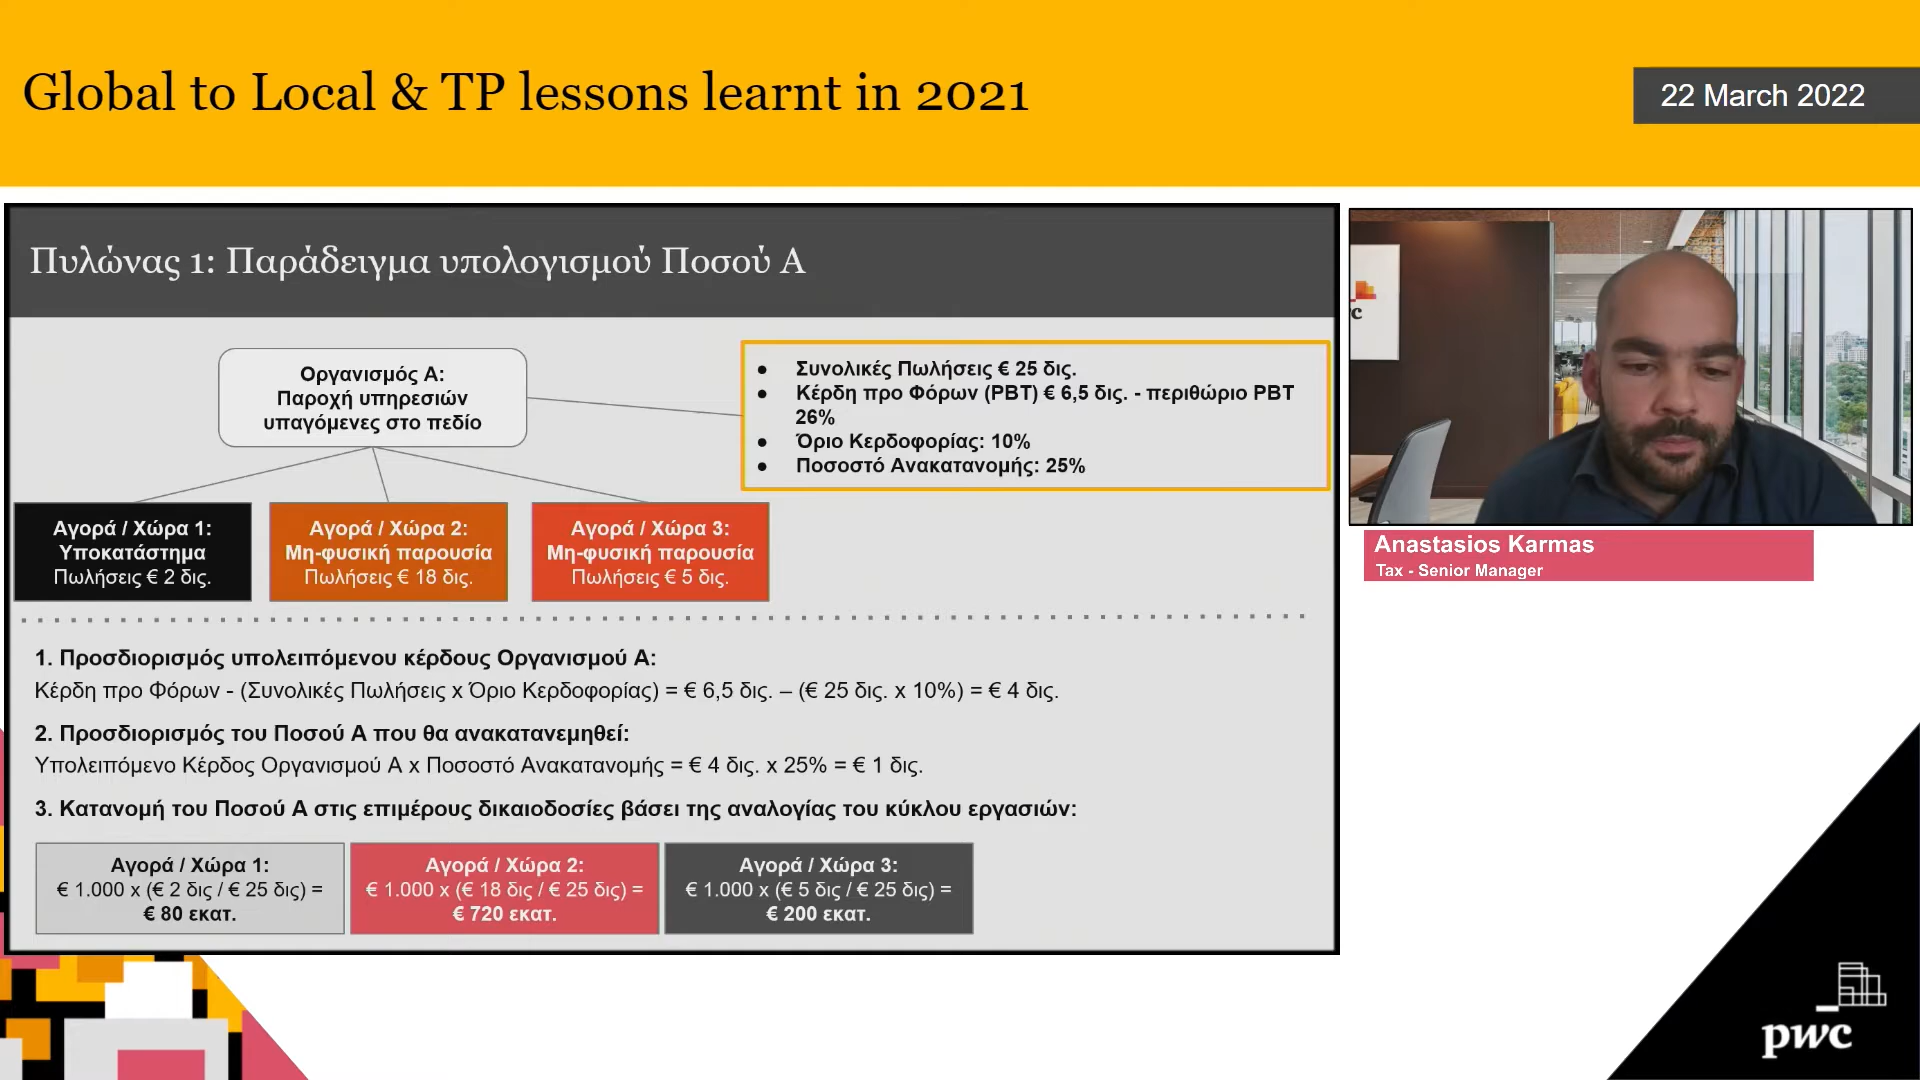 Global to Local & TP lessons learnt in 2021
22 March 2022
Πυλώνας 1: Παράδειγμα υπολογισμού Ποσού Α
Οργανισμός Α:
Παροχή υπηρεσιών
υπαγόμενες στο πεδίο
● Συνολικές Πωλήσεις € 25 δις.
● Κέρδη προ Φόρων (PBT) € 6,5 δις. - περιθώριο PBT
26%
● Όριο Κερδοφορίας: 10%
● Ποσοστό Ανακατανομής: 25%
Αγορά / Χώρα 1:
Υποκατάστημα
Πωλήσεις € 2 δις.
Αγορά / Χώρα 2:
Μη-φυσική παρουσία
Πωλήσεις € 18 δις.
Αγορά / Χώρα 3:
Μη-φυσική παρουσία
Πωλήσεις € 5 δις.
1. Προσδιορισμός υπολειπόμενου κέρδους Οργανισμού Α:
Κέρδη προ Φόρων - (Συνολικές Πωλήσεις x Όριο Κερδοφορίας) = € 6,5 δις. – (€ 25 δις. x 10%) = € 4 δις.
2. Προσδιορισμός του Ποσού Α που θα ανακατανεμηθεί:
Υπολειπόμενο Κέρδος Οργανισμού Α x Ποσοστό Ανακατανομής = € 4 δις. x 25% = € 1 δις.
3. Κατανομή του Ποσού Α στις επιμέρους δικαιοδοσίες βάσει της αναλογίας του κύκλου εργασιών:
Αγορά / Χώρα 1:
€ 1.000 x (€ 2 δις / € 25 δις) =
€ 80 εκατ.
Αγορά / Χώρα 2:
€ 1.000 x (€ 18 δις / € 25 δις) =
€ 720 εκατ.
Αγορά / Χώρα 3:
€ 1.000 x (€ 5 δις / € 25 δις) =
€ 200 εκατ.
c
Anastasios Karmas
Tax - Senior Manager
pwc